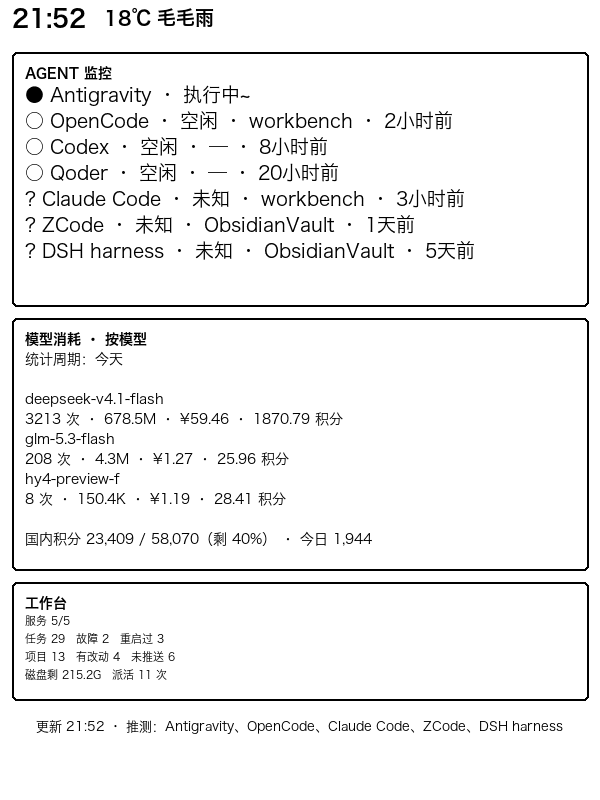 21:52 18℃ 毛毛雨
AGENT 监控
● Antigravity · 执行中~
○ OpenCode · 空闲 · workbench · 2小时前
○ Codex · 空闲 · — · 8小时前
○ Qoder · 空闲 · — · 20小时前
? Claude Code · 未知 · workbench · 3小时前
? ZCode · 未知 · ObsidianVault · 1天前
? DSH harness · 未知 · ObsidianVault · 5天前
模型消耗 · 按模型
统计周期：今天
deepseek-v4.1-flash
3213 次 · 678.5M · ¥59.46 · 1870.79 积分
glm-5.3-flash
208 次 · 4.3M · ¥1.27 · 25.96 积分
hy4-preview-f
8 次 · 150.4K · ¥1.19 · 28.41 积分
国内积分 23,409 / 58,070（剩 40%） · 今日 1,944
工作台
服务 5/5
任务 29 故障 2 重启过 3
项目 13 有改动 4 未推送 6
磁盘剩 215.2G 派活 11 次
更新 21:52 · 推测：Antigravity、OpenCode、Claude Code、ZCode、DSH harness